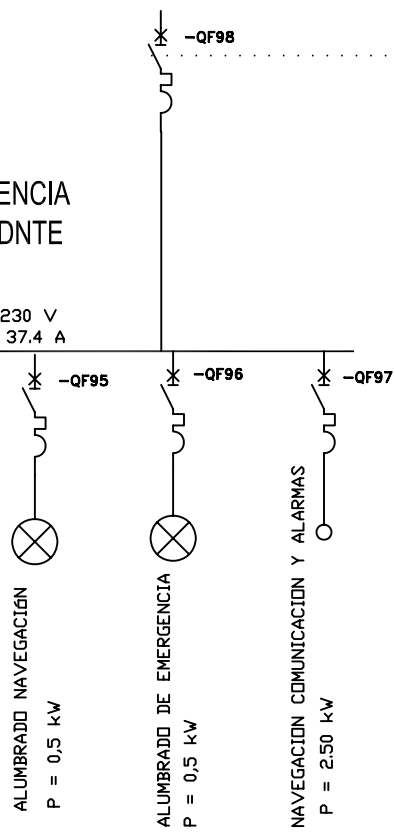 -QF98
ENCIA
DNTE
230 V
37.4 A
-QF95
-QF96
-QF97
ALUMBRADO NAVEGACIÓN
P = 0,5 kW
ALUMBRADO DE EMERGENCIA
P = 0,5 kW
NAVEGACION COMUNICACION Y ALARMAS
P = 2.50 kW